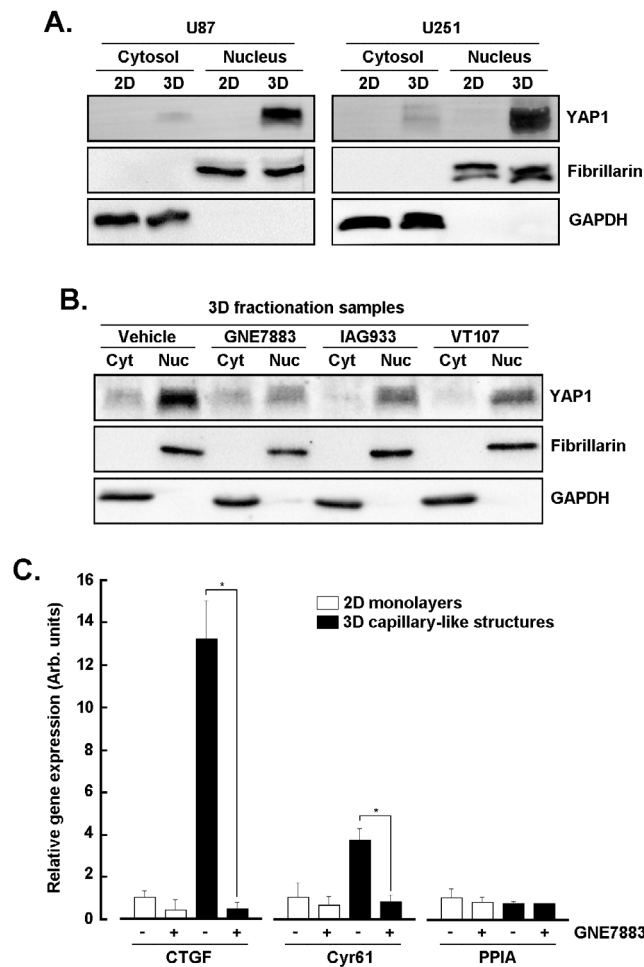 A.
U87 U251
Cytosol Nucleus Cytosol Nucleus
2D 3D 2D 3D 2D 3D 2D 3D
YAP1
Fibrillarin
GAPDH
B.
3D fractionation samples
Vehicle GNE7883 IAG933 VT107
Cyt Nuc Cyt Nuc Cyt Nuc Cyt Nuc
YAP1
Fibrillarin
GAPDH
C.
Relative gene expression (Arb. units)
16
14
12
10
8
6
4
2
0
* *
2D monolayers
3D capillary-like structures
- + - + - + - + - + - + GNE7883
CTGF Cyr61 PPIA